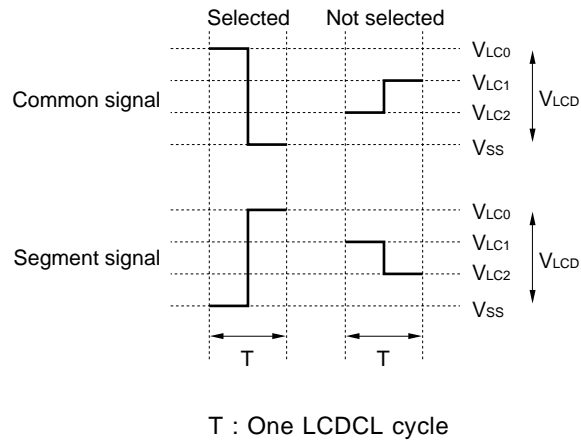 Selected Not selected
VLC0
VLC1
Common signal VLCD
VLC2
VSS
VLC0
VLC1
Segment signal VLCD
VLC2
VSS
T T
T : One LCDCL cycle